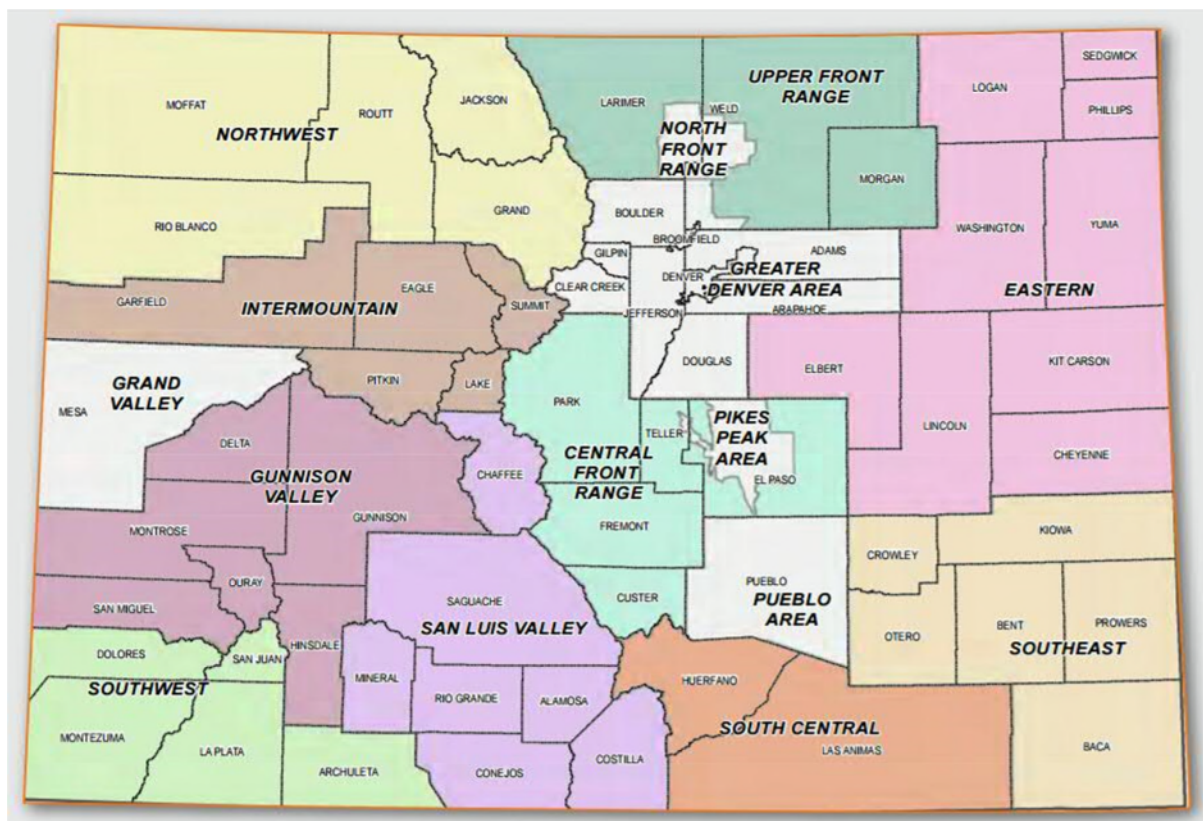 SEDGWICK
LOGAN
UPPER FRONT
RANGE
JACKSON
LARIMER
MOFFAT
WELD
PHILLIPS
ROUTT
NORTHWEST
NORTH
FRONT
RANGE
MORGAN
GRAND
BOULDER
RIO BLANCO
WASHINGTON
YUMA
BROOMFIELD
GILPIN
ADAMS
GREATER
DENVER AREA
DENVER
CLEAR CREEK
EAGLE
GARFIELD
INTERMOUNTAIN
SUMMIT
EASTERN
JEFFERSON
ARAPAHOE
DOUGLAS
KIT CARSON
ELBERT
GRAND
VALLEY
PITKIN
LAKE
MESA
PARK
PIKES
PEAK
AREA
TELLER
LINCOLN
DELTA
CENTRAL
FRONT
RANGE
CHEYENNE
GUNNISON
VALLEY
CHAFFEE
EL PASO
MONTROSE
GUNNISON
FREMONT
KIOWA
CROWLEY
OURAY
PUEBLO
PUEBLO
AREA
SAN MIGUEL
SAGUACHE
CUSTER
SAN LUIS VALLEY
BENT
PROWERS
OTERO
SOUTHEAST
HINSDALE
DOLORES
SAN JUAN
MINERAL
HUERFANO
SOUTHWEST
RIO GRANDE
ALAMOSA
SOUTH CENTRAL
MONTEZUMA
LA PLATA
LAS ANIMAS
BACA
COSTILLA
ARCHULETA
CONEJOS